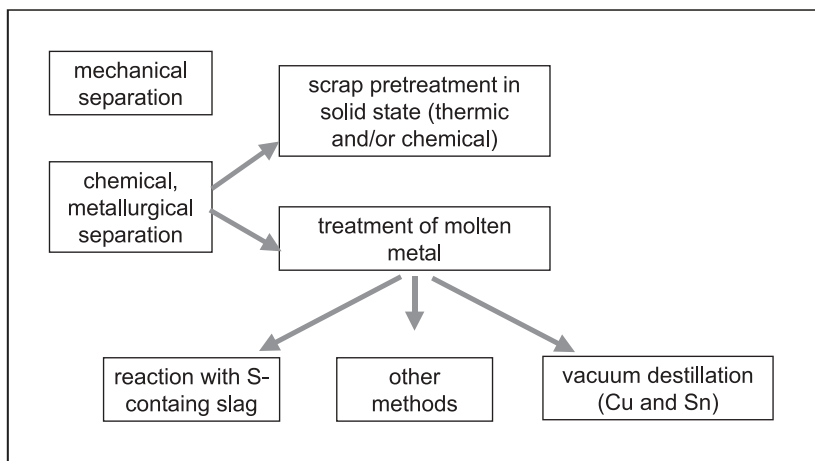 mechanical
separation
scrap pretreatment in
solid state (thermic
and/or chemical)
chemical,
metallurgical
separation
treatment of molten
metal
reaction with S-
containg slag
other
methods
vacuum destillation
(Cu and Sn)